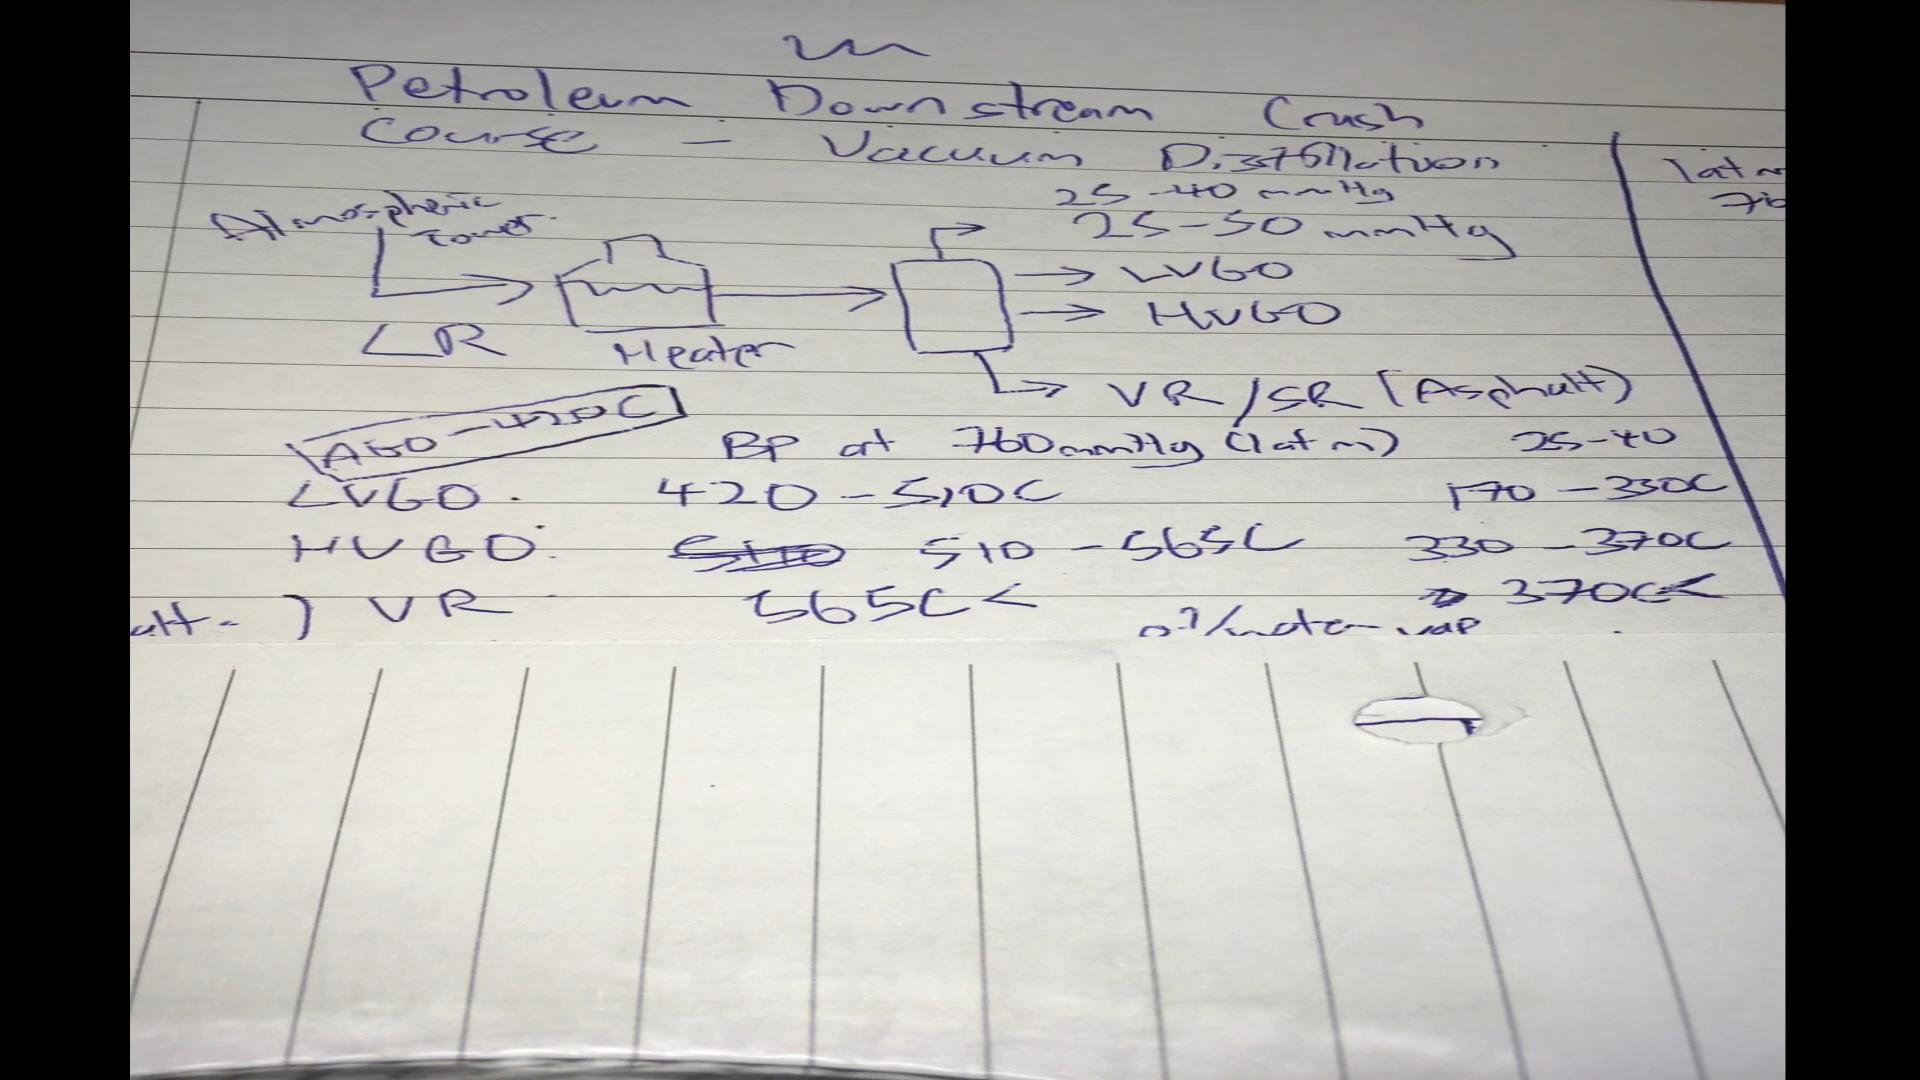 Petroleum Downstream Crush
Course - Vacuum Distillation
25-40 mmHg
Atmospheric
Tower
25-50 mmHg
LVGO
HVGO
LR
Heater
VR/SR (Asphalt)
AGO-420C
BP at 760mmHg (1atm) 25-40
LVGO 420-510C 170-330C
HVGO 510-565C 330-370C
VR 565C< 370C<
1atm